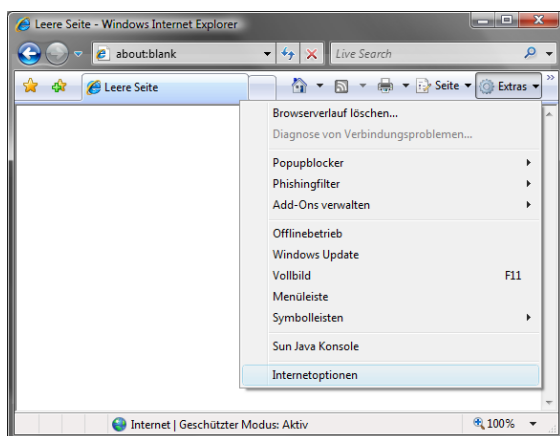 Leere Seite - Windows Internet Explorer
about:blank
Live Search
Leere Seite
Seite
Extras
»
Browserverlauf löschen...
Diagnose von Verbindungsproblemen...
Popupblocker
Phishingfilter
Add-Ons verwalten
Offlinebetrieb
Windows Update
Vollbild F11
Menüleiste
Symbolleisten
Sun Java Konsole
Internetoptionen
Internet | Geschützter Modus: Aktiv
100%